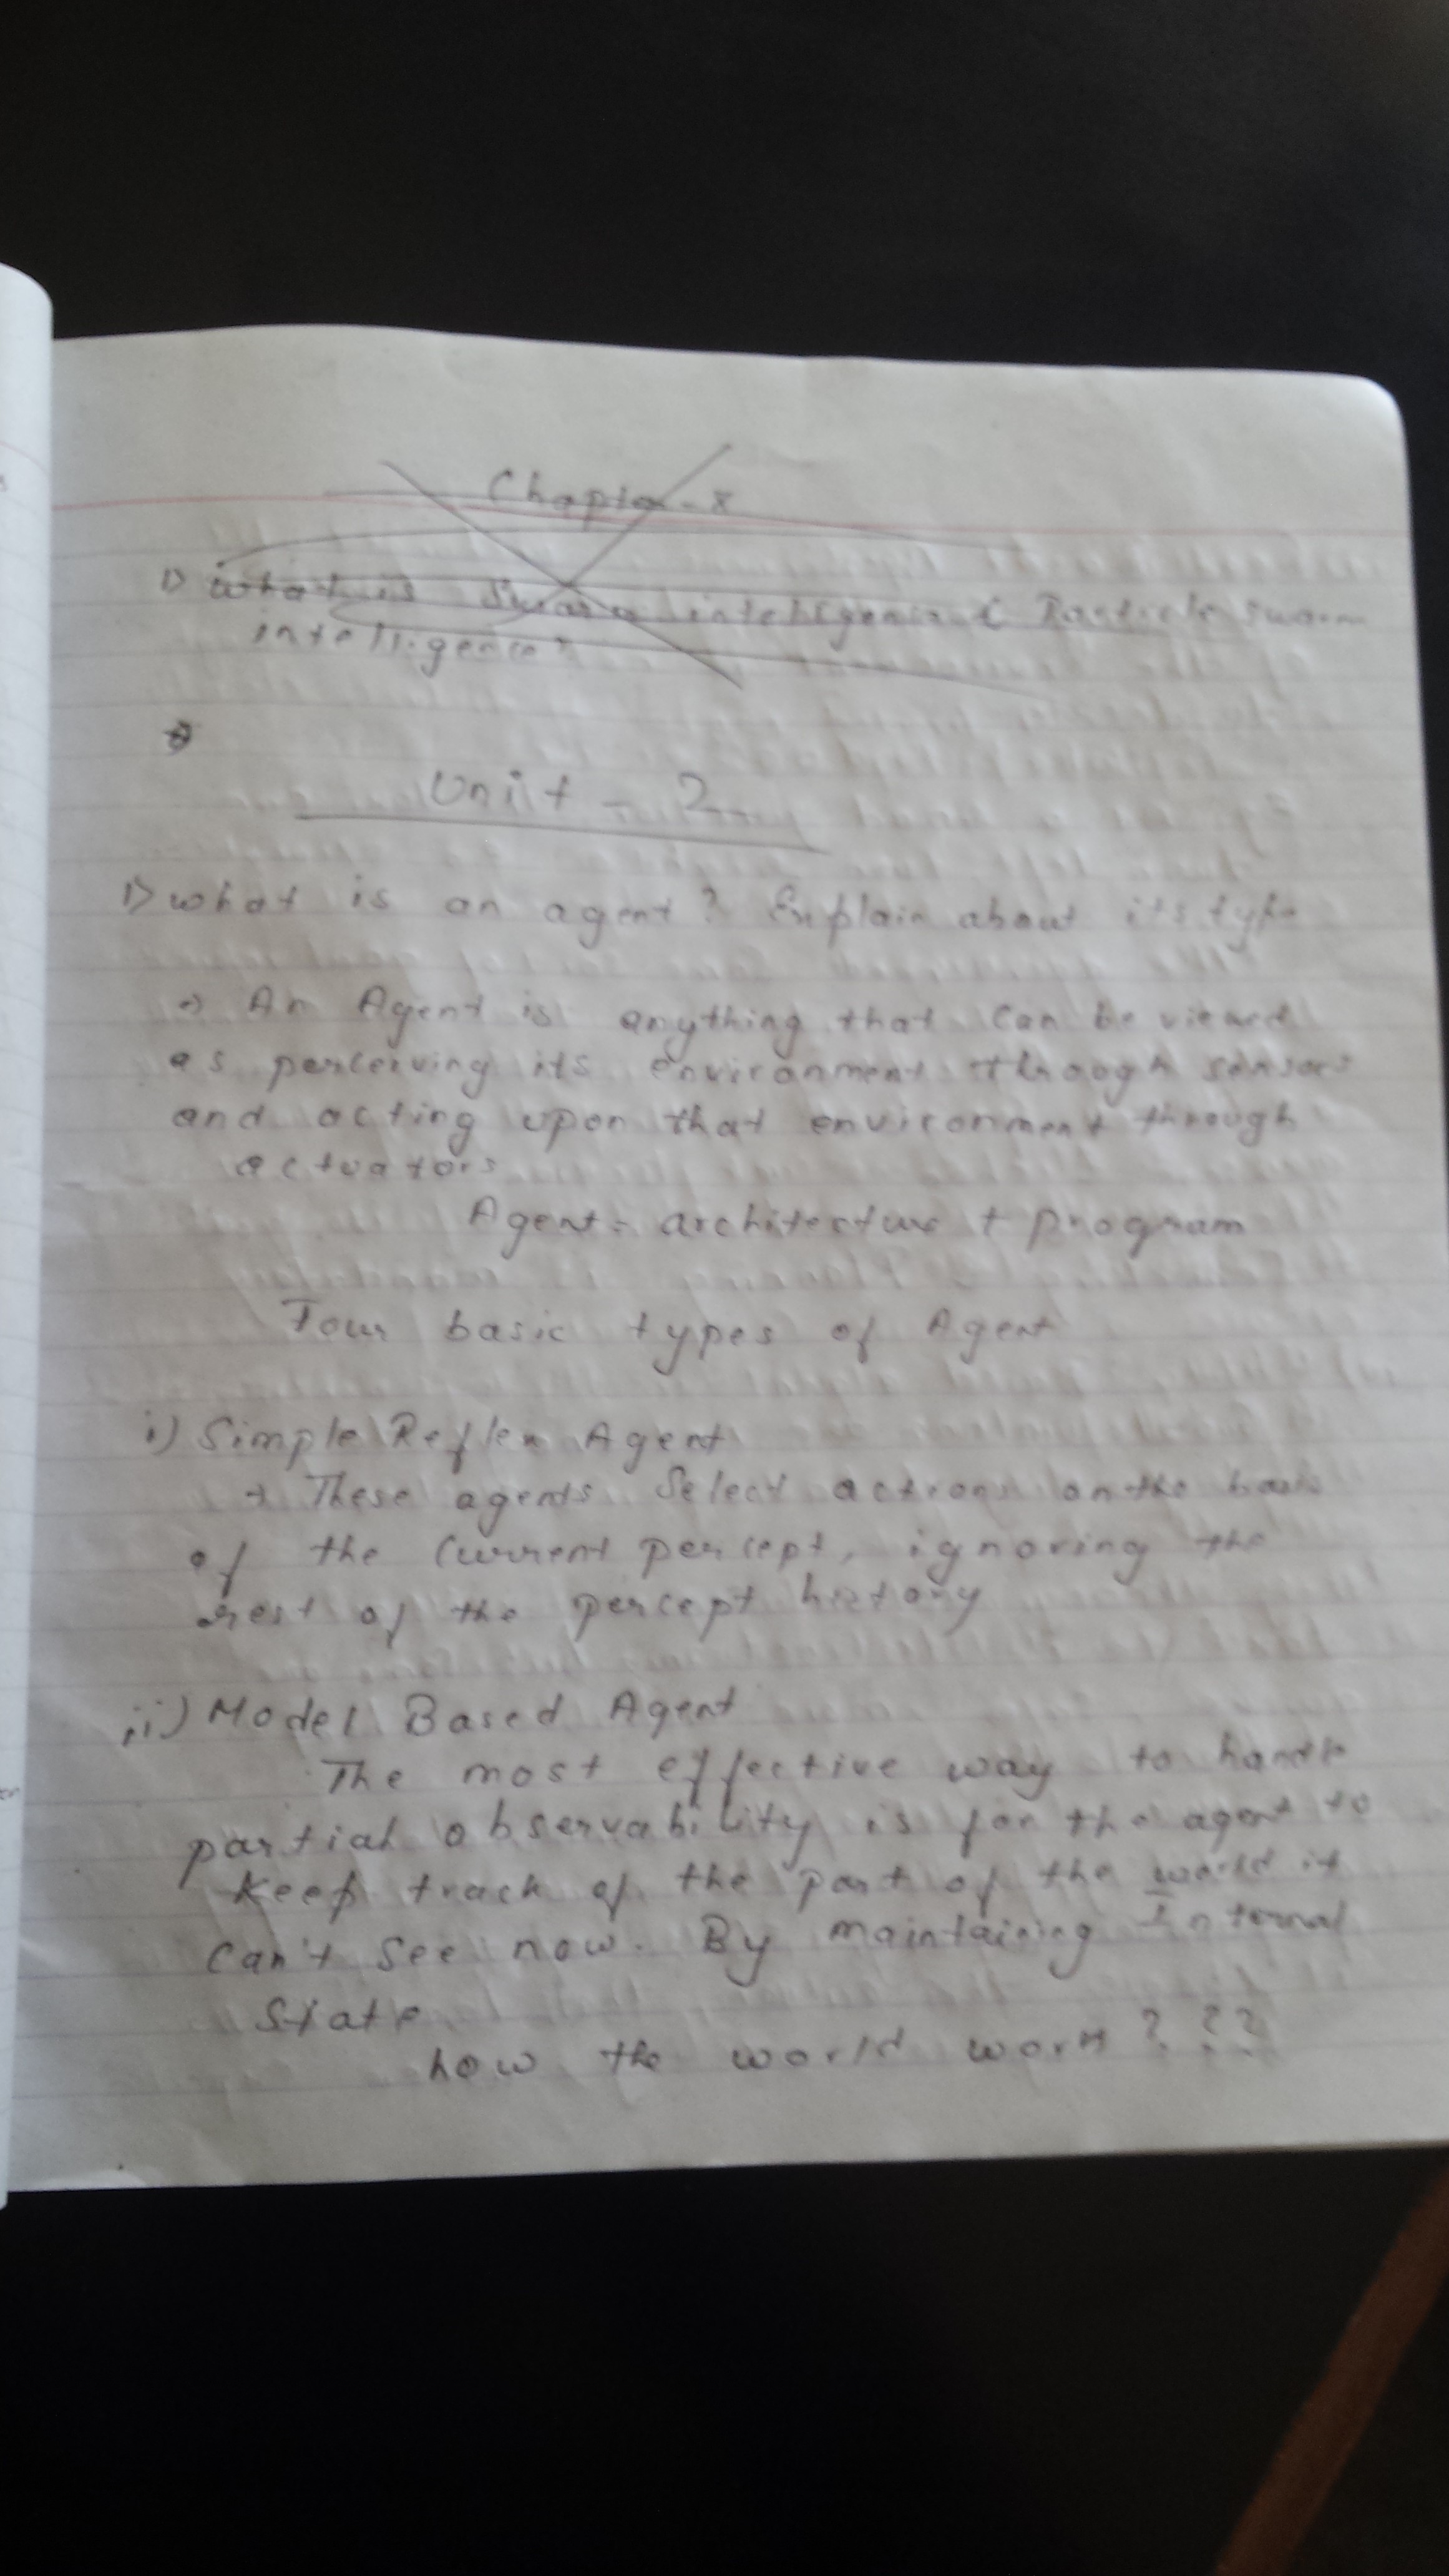 Chapter-8
1) What is Swarm intelligence & Particle swarm
intelligence?
Unit - 2
1) what is an agent? Explain about its type
→ An Agent is anything that can be viewed
as perceiving its environment through sensors
and acting upon that environment through
actuators
Agent = architecture + program
Four basic types of Agent
i) Simple Reflex Agent
→ These agents Select actions on the basis
of the Current percept, ignoring the
rest of the percept history
ii) Model Based Agent
The most effective way to handle
partial observability is for the agent to
Keep track of the part of the world it
can't see now. By maintaining Internal
State
how the world work ???